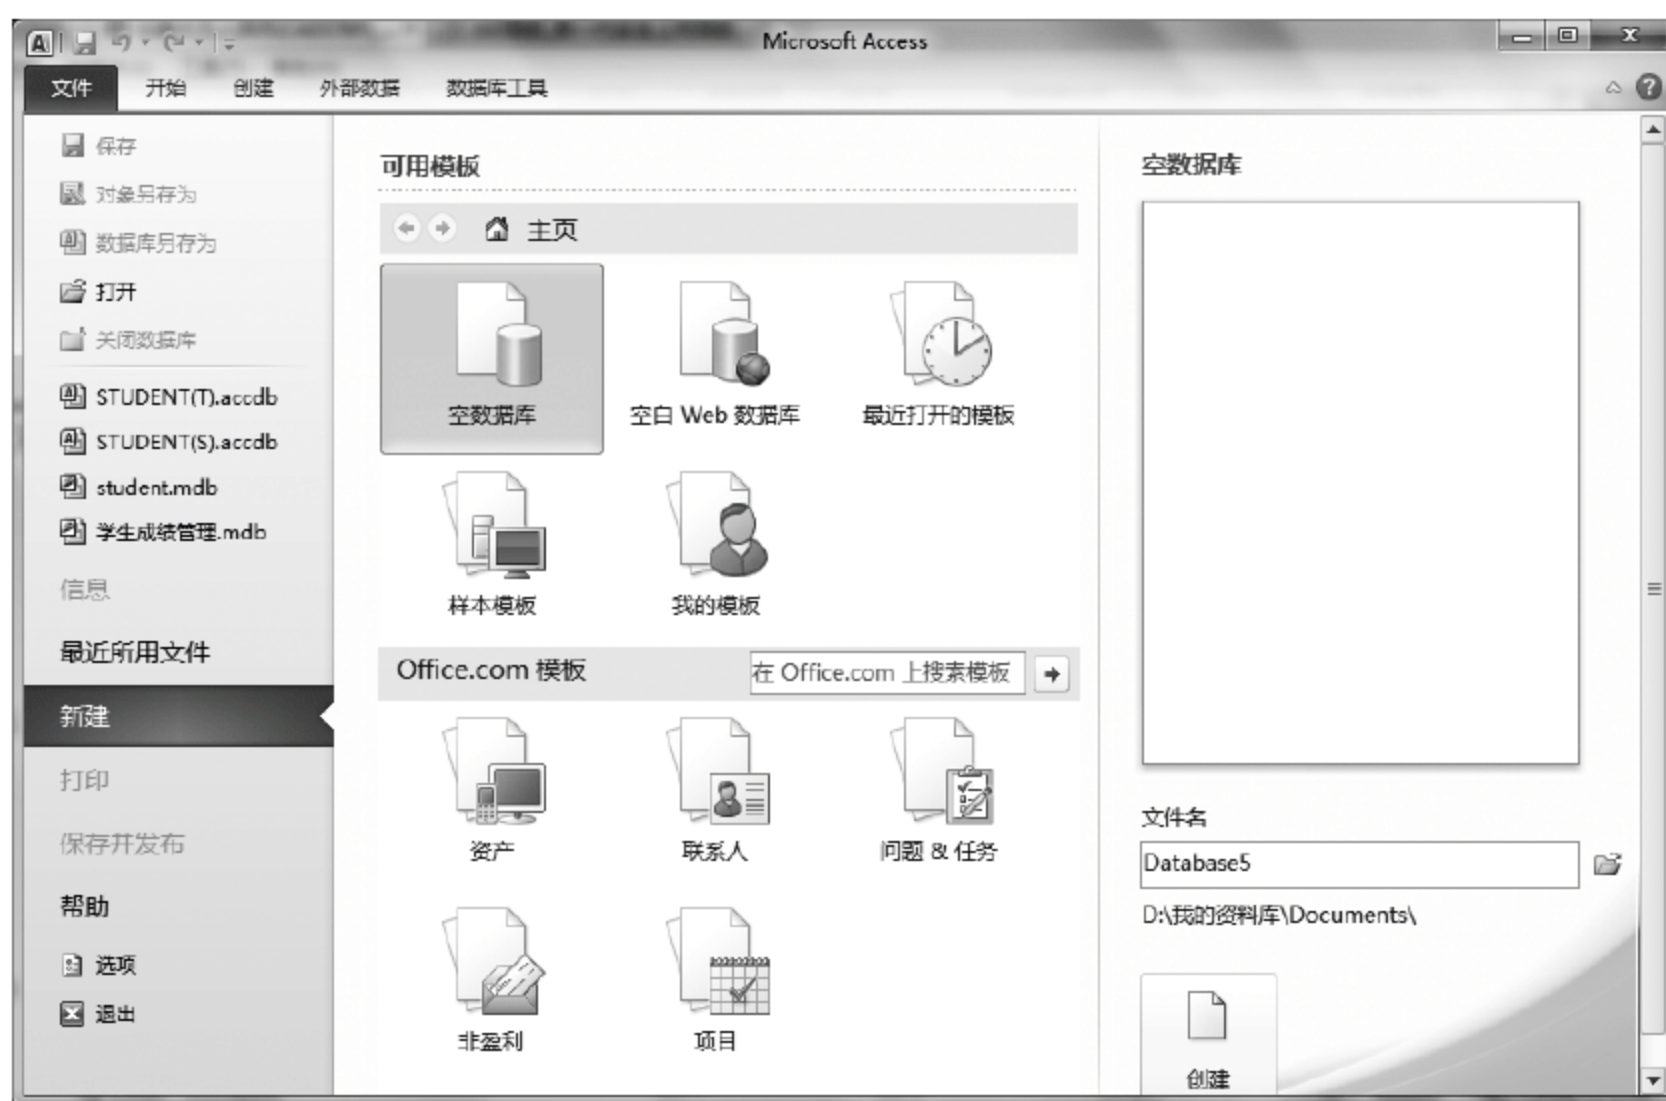 Microsoft Access
文件 开始 创建 外部数据 数据库工具
保存
对象另存为
数据库另存为
打开
关闭数据库
STUDENT(T).accdb
STUDENT(S).accdb
student.mdb
学生成绩管理.mdb
信息
最近所用文件
新建
打印
保存并发布
帮助
选项
退出
可用模板
主页
空数据库 空白 Web 数据库 最近打开的模板
样本模板 我的模板
Office.com 模板 在 Office.com 上搜索模板
资产 联系人 问题 & 任务
非盈利 项目
空数据库
文件名
Database5
D:\我的资料库\Documents\
创建